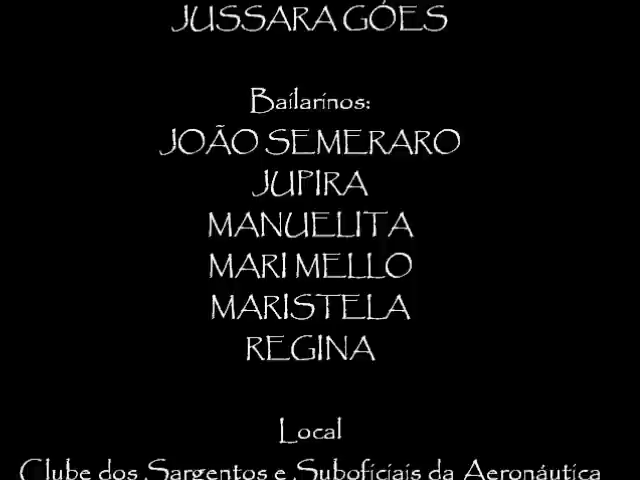 JUSSARA GÓES
Bailarinos:
JOÃO SEMERARO
JUPIRA
MANUELITA
MARI MELLO
MARISTELA
REGINA
Local
Clube dos Sargentos e Suboficiais da Aeronáutica